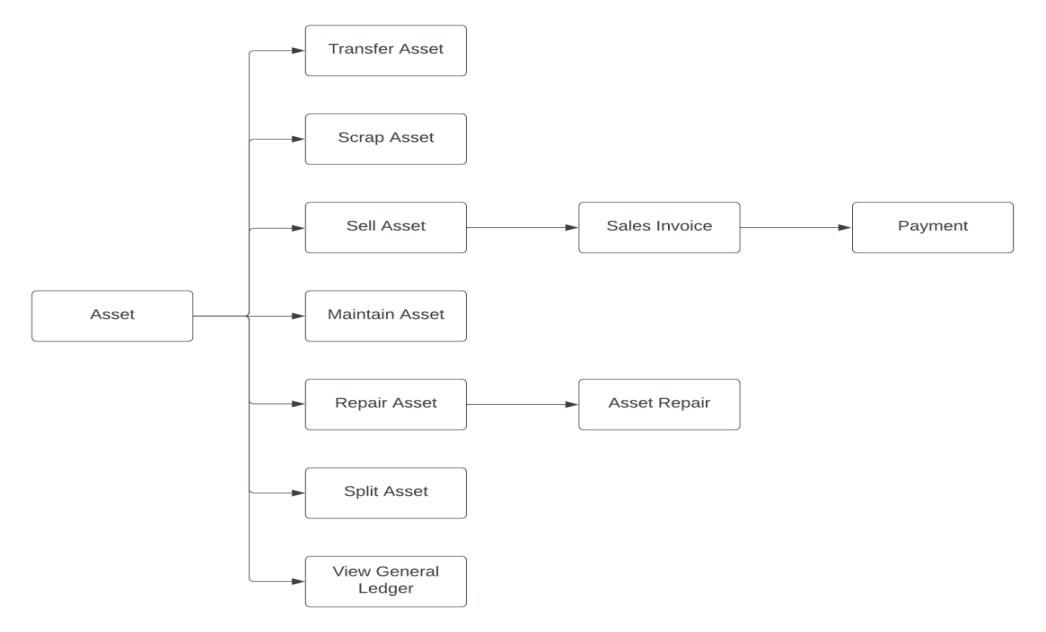 Transfer Asset
Scrap Asset
Sell Asset
Sales Invoice
Payment
Asset
Maintain Asset
Repair Asset
Asset Repair
Split Asset
View General
Ledger